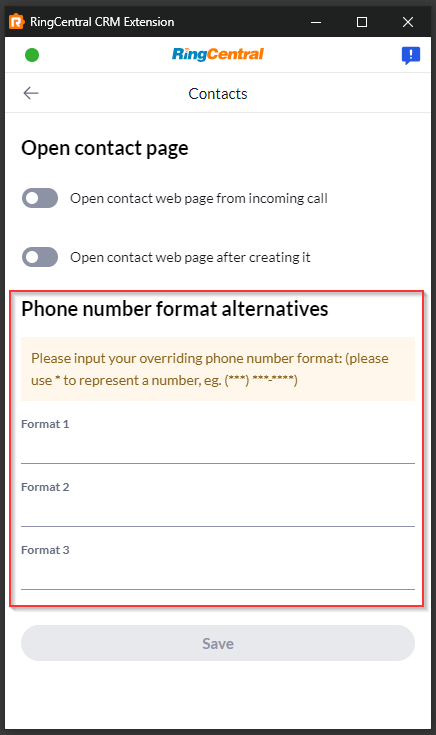 RingCentral CRM Extension
RingCentral
Contacts
Open contact page
Open contact web page from incoming call
Open contact web page after creating it
Phone number format alternatives
Please input your overriding phone number format: (please
use * to represent a number, eg. (***) ***-****)
Format 1
Format 2
Format 3
Save